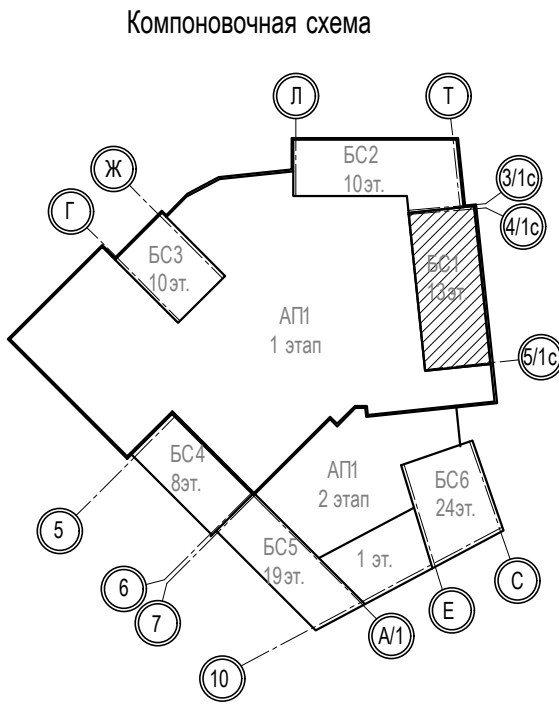 Компоновочная схема
Л
Т
БС2
10эт.
Ж
3/1с
4/1с
Г
БС3
10эт.
БС1
13эт.
АП1
1 этап
5/1с
БС4
8эт.
АП1
2 этап
БС6
24эт.
5
БС5
19эт.
1 эт.
6
7
Е
С
А/1
10